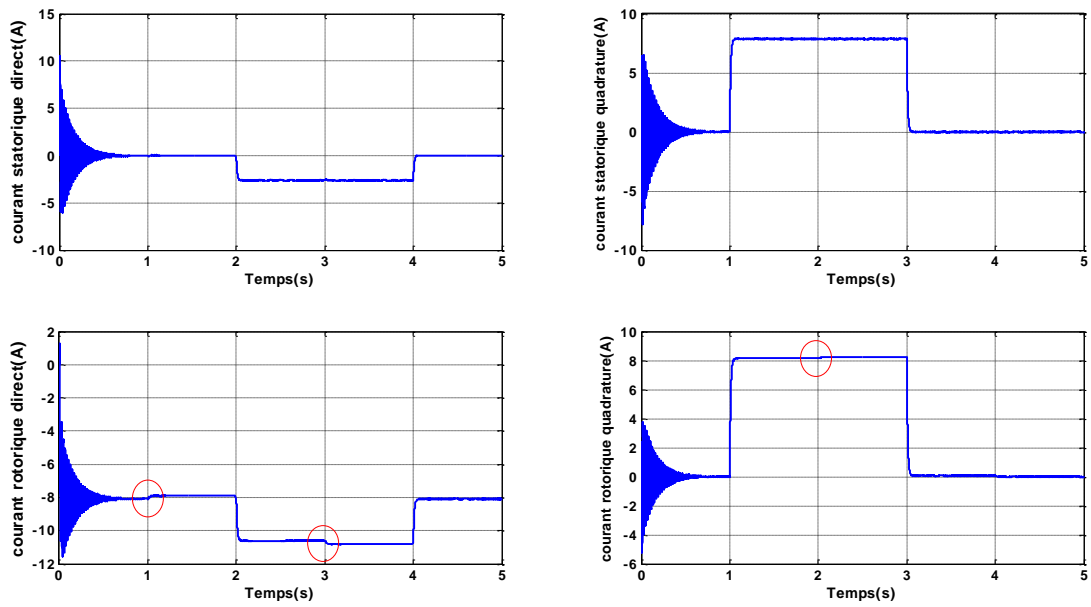 courant statorique direct(A)
15
10
5
0
-5
-10
0 1 2 3 4 5
Temps(s)
courant statorique quadrature(A)
10
5
0
-5
-10
0 1 2 3 4 5
Temps(s)
courant rotorique direct(A)
2
0
-2
-4
-6
-8
-10
-12
0 1 2 3 4 5
Temps(s)
courant rotorique quadrature(A)
10
8
6
4
2
0
-2
-4
-6
0 1 2 3 4 5
Temps(s)